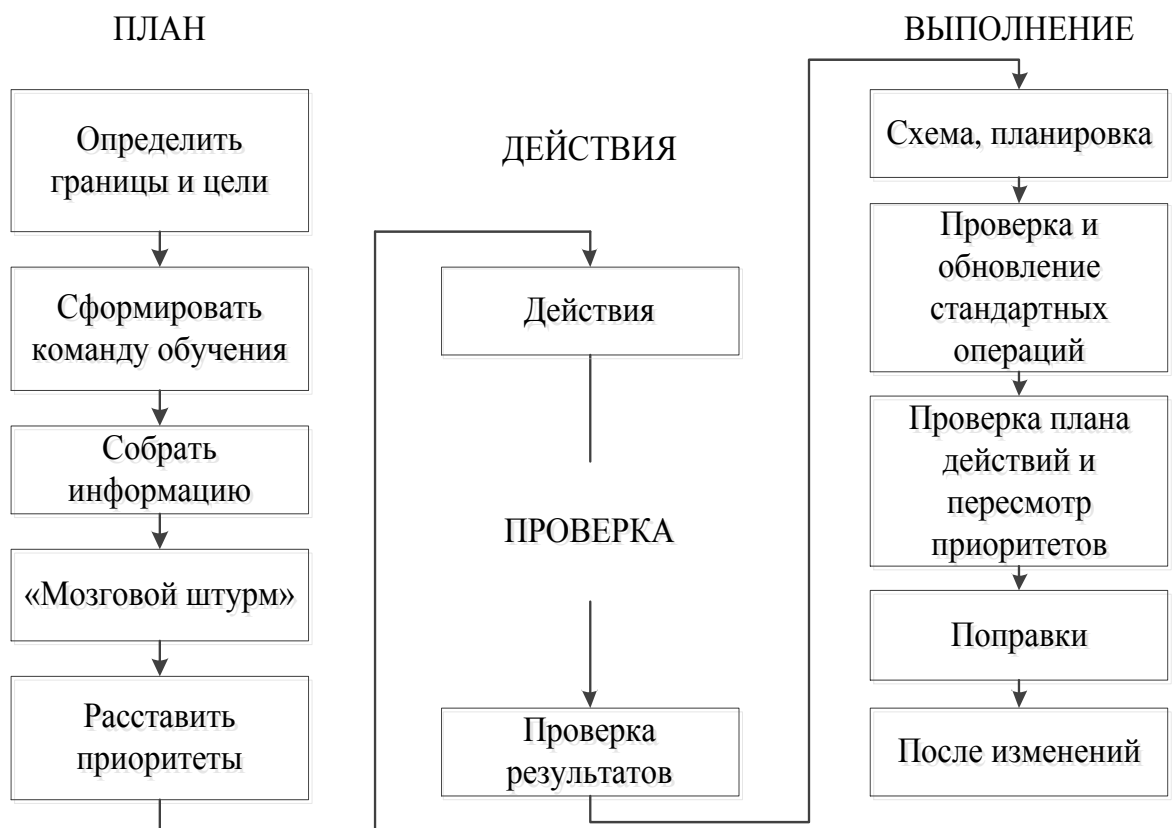 ПЛАН
Определить
границы и цели
Сформировать
команду обучения
Собрать
информацию
«Мозговой штурм»
Расставить
приоритеты
ДЕЙСТВИЯ
Действия
ПРОВЕРКА
Проверка
результатов
ВЫПОЛНЕНИЕ
Схема, планировка
Проверка и
обновление
стандартных
операций
Проверка плана
действий и
пересмотр
приоритетов
Поправки
После изменений